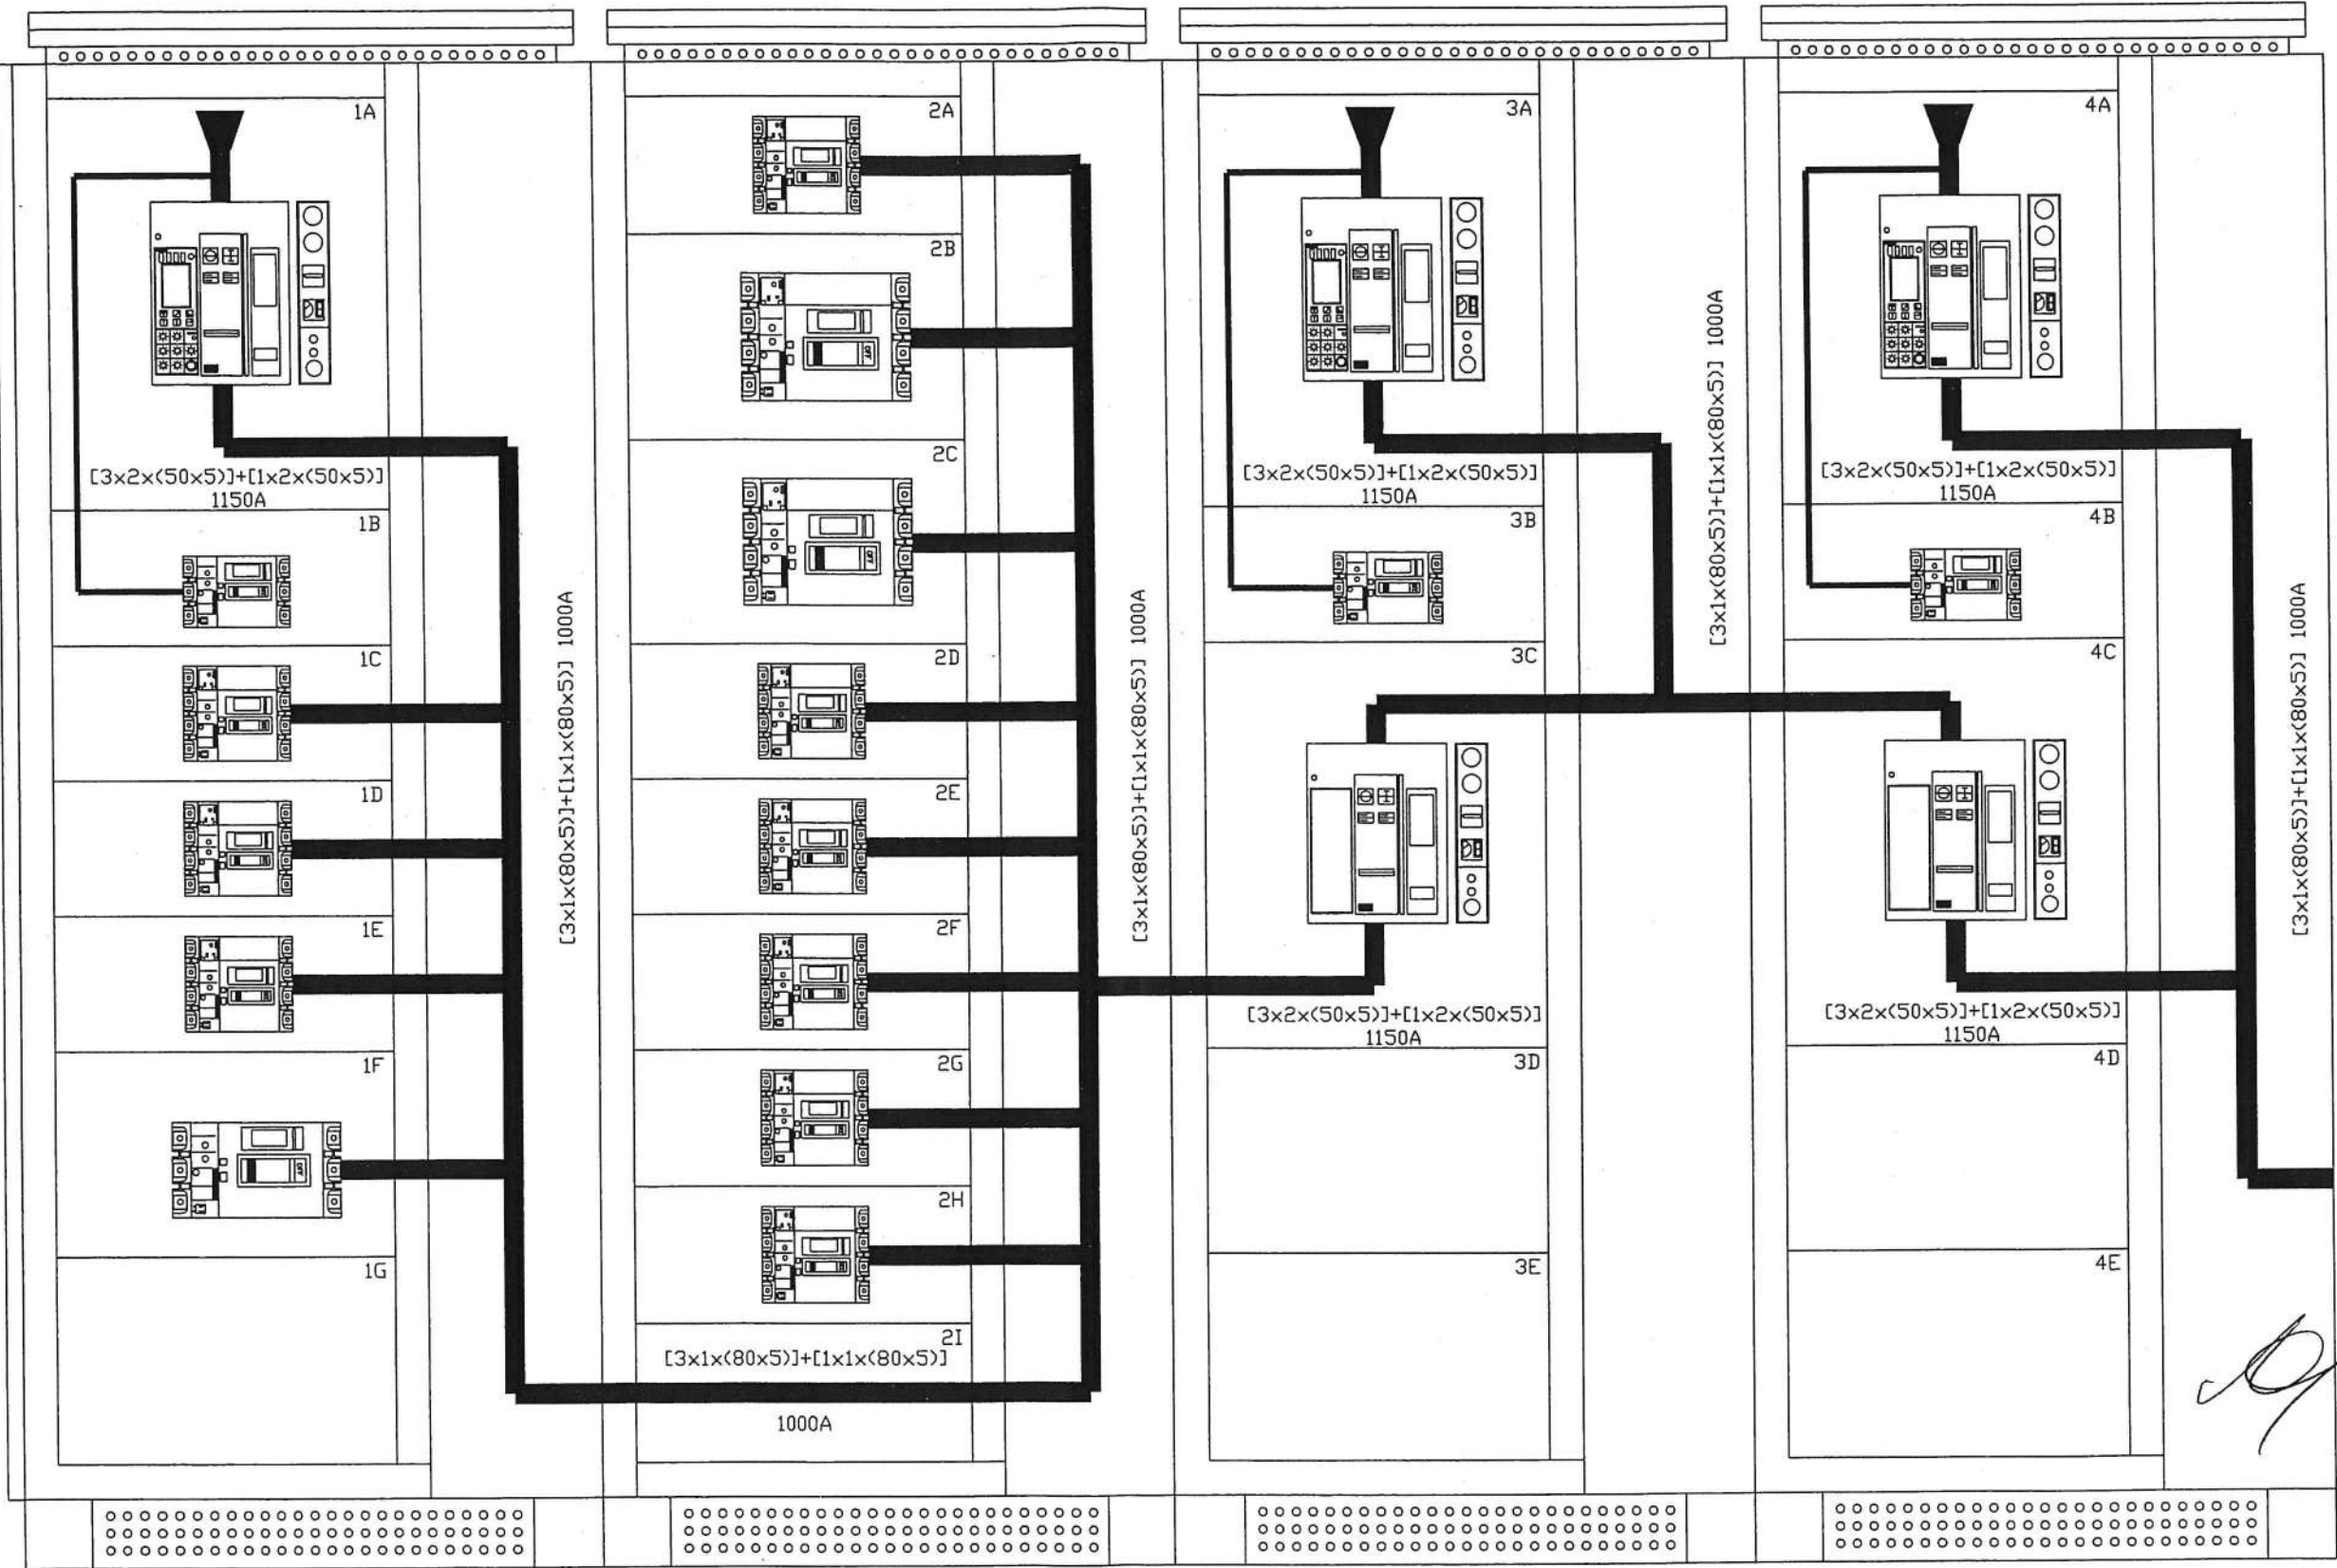 1A
[3x2x(50x5)]+[1x2x(50x5)]
1150A
1B
1C
1D
1E
1F
OFF
1G
[3x1x(80x5)]+[1x1x(80x5)] 1000A
2A
2B
OFF
2C
OFF
2D
2E
2F
2G
2H
2I
[3x1x(80x5)]+[1x1x(80x5)]
1000A
[3x1x(80x5)]+[1x1x(80x5)] 1000A
3A
[3x2x(50x5)]+[1x2x(50x5)]
1150A
3B
3C
[3x2x(50x5)]+[1x2x(50x5)]
1150A
3D
3E
[3x1x(80x5)]+[1x1x(80x5)] 1000A
4A
[3x2x(50x5)]+[1x2x(50x5)]
1150A
4B
4C
[3x2x(50x5)]+[1x2x(50x5)]
1150A
4D
4E
[3x1x(80x5)]+[1x1x(80x5)] 1000A